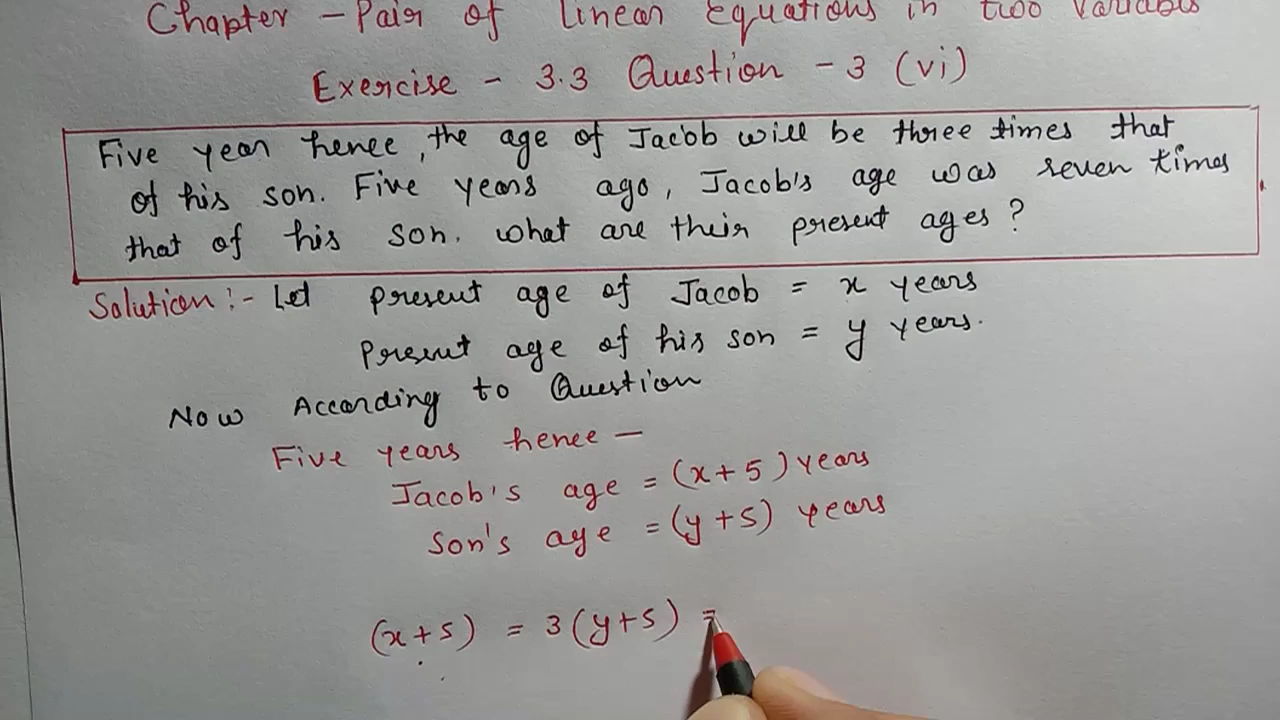 Chapter - Pair of linear Equations in two variabls
Exercise - 3.3 Question - 3 (vi)
Five year hence, the age of Jacob will be three times that
of his son. Five years ago, Jacob's age was seven times
that of his son. what are their present ages?
Solution :- Let present age of Jacob = x years
Present age of his son = y years.
Now According to Question
Five years hence —
Jacob's age = (x+5) years
Son's age = (y+5) years
(x+5) = 3(y+5) =